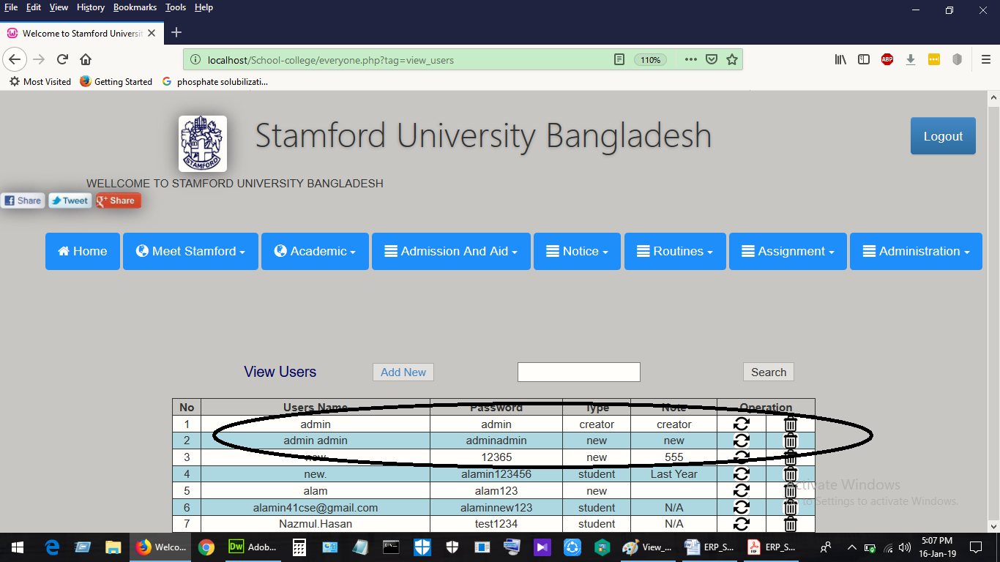 File Edit View History Bookmarks Tools Help
Welcome to Stamford Universit
localhost/School-college/everyone.php?tag=view_users 110% ABP
Most Visited Getting Started phosphate solubilizati...
STAMFORD
Stamford University Bangladesh
Logout
WELLCOME TO STAMFORD UNIVERSITY BANGLADESH
Share Tweet Share
Home Meet Stamford Academic Admission And Aid Notice Routines Assignment Administration
View Users Add New Search
No Users Name Password Type Note Operation
1 admin admin creator creator
2 admin admin adminadmin new new
3 new 12365 new 555
4 new. alamin123456 student Last Year
5 alam alam123 new
6 alamin41cse@gmail.com alaminnew123 student N/A
7 Nazmul.Hasan test1234 student N/A
Activate Windows
Go to Settings to activate Windows.
Welco... Dw Adob... View_... ERP_S... ERP_S... 5:07 PM
16-Jan-19